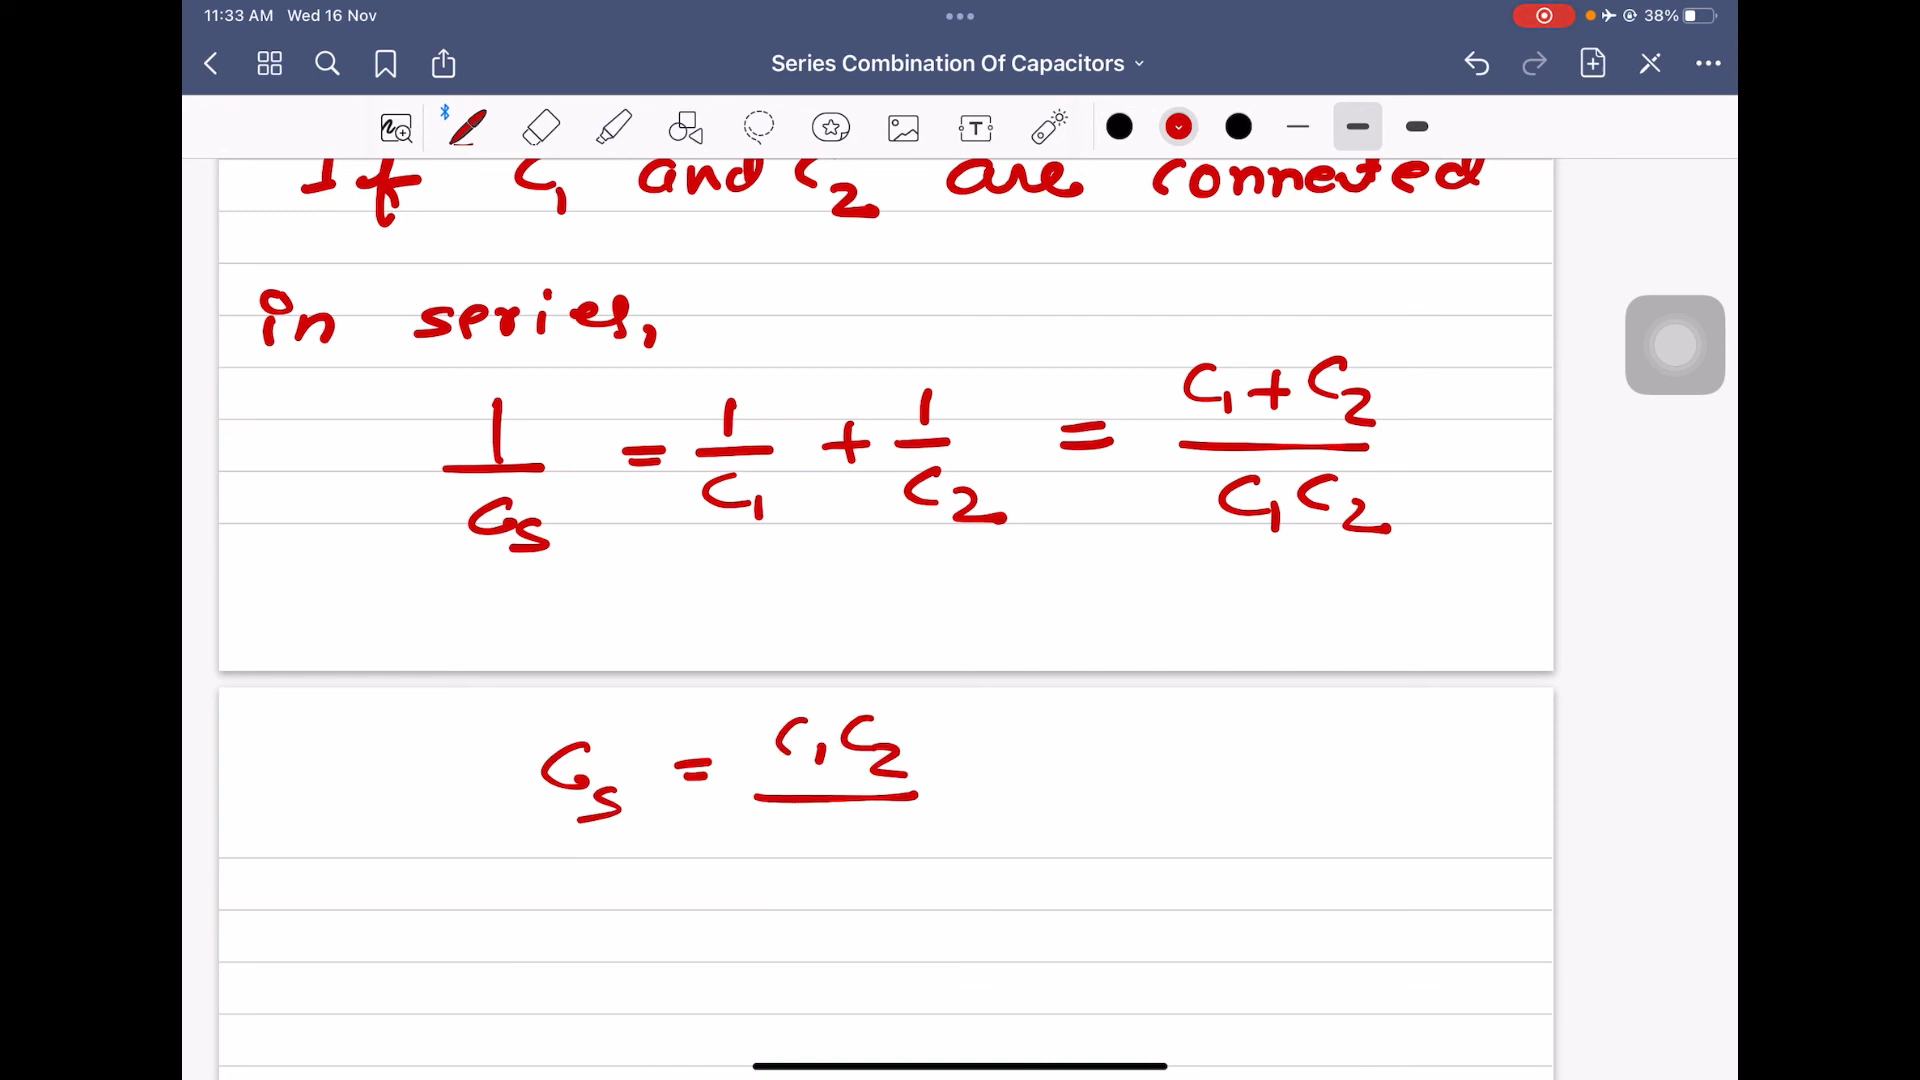 11:33 AM Wed 16 Nov
38%
Series Combination Of Capacitors
T
If C₁ and C₂ are connected
in series,
1/Cs = 1/C₁ + 1/C₂ = C₁+C₂/C₁C₂
Cs = C₁C₂